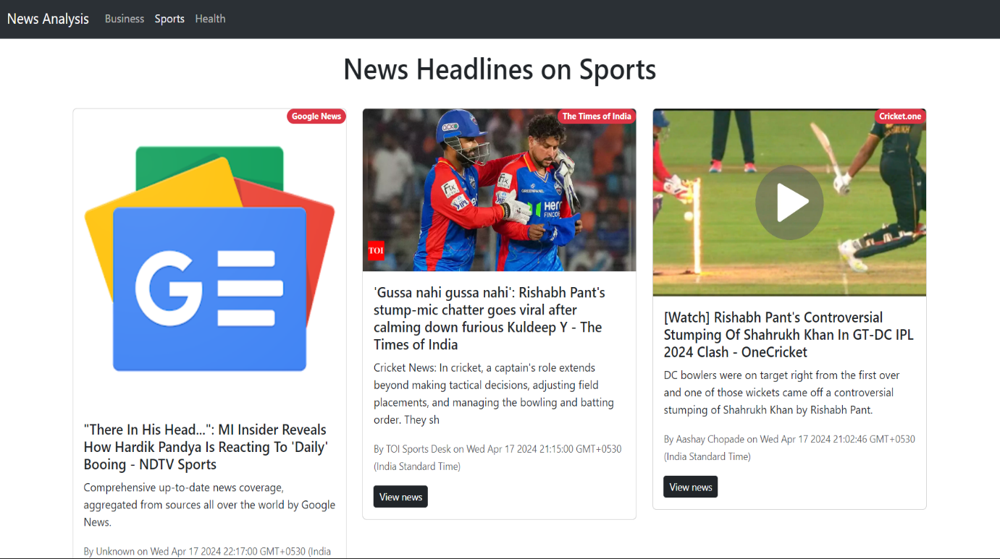 News Analysis Business Sports Health
News Headlines on Sports
Google News
"There In His Head...": MI Insider Reveals
How Hardik Pandya Is Reacting To 'Daily'
Booing - NDTV Sports
Comprehensive up-to-date news coverage,
aggregated from sources all over the world by Google
News.
By Unknown on Wed Apr 17 2024 22:17:00 GMT+0530 (India
The Times of India
acko
Fix
IPL
GREENPANEL
Fix
IPL
Hero
FINCOR
TOI
'Gussa nahi gussa nahi': Rishabh Pant's
stump-mic chatter goes viral after
calming down furious Kuldeep Y - The
Times of India
Cricket News: In cricket, a captain's role extends
beyond making tactical decisions, adjusting field
placements, and managing the bowling and batting
order. They sh
By TOI Sports Desk on Wed Apr 17 2024 21:15:00 GMT+0530
(India Standard Time)
View news
Cricket.one
[Watch] Rishabh Pant's Controversial
Stumping Of Shahrukh Khan In GT-DC IPL
2024 Clash - OneCricket
DC bowlers were on target right from the first over
and one of those wickets came off a controversial
stumping of Shahrukh Khan by Rishabh Pant.
By Aashay Chopade on Wed Apr 17 2024 21:02:46 GMT+0530
(India Standard Time)
View news